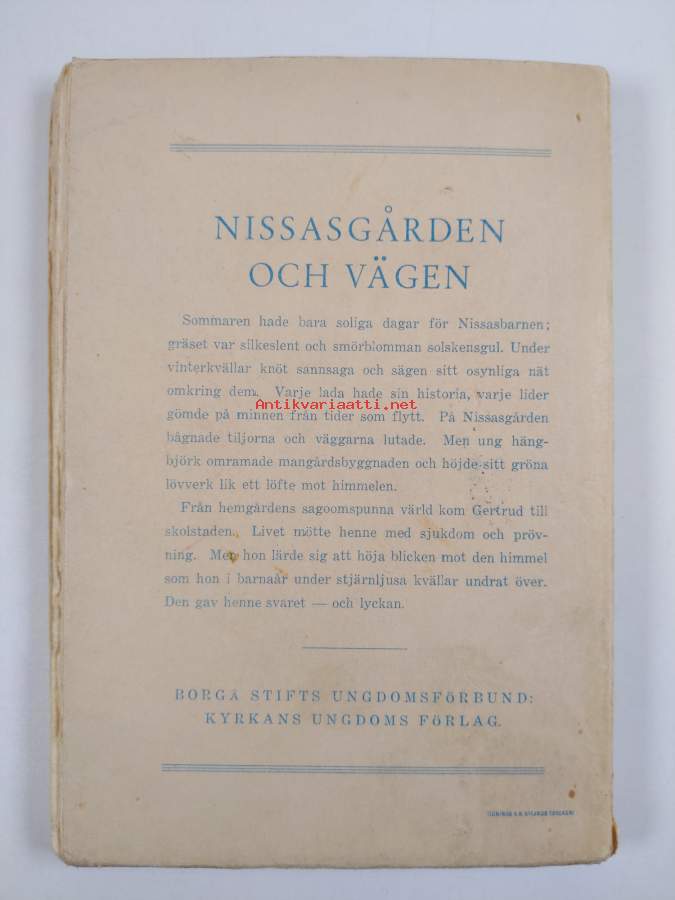 NISSASGÅRDEN
OCH VÄGEN
Sommaren hade bara soliga dagar för Nissasbarnen;
gräset var silkeslent och smörblomman solskensgul. Under
vinterkvällar knöt sannsaga och sägen sitt osynliga nät
omkring dem. Varje lada hade sin historia, varje lider
Antikvariaatti.net
gömde på minnen från tider som flytt. På Nissasgården
bågnade tiljorna och väggarna lutade. Men ung häng-
björk omramade mangårdsbyggnaden och höjde sitt gröna
lövverk lik ett löfte mot himmelen.
Från hemgårdens sagoomspunna värld kom Gertrud till
skolstaden. Livet mötte henne med sjukdom och pröv-
ning. Men hon lärde sig att höja blicken mot den himmel
som hon i barnaår under stjärnljusa kvällar undrat över.
Den gav henne svaret — och lyckan.
BORGÅ STIFTS UNGDOMSFÖRBUND:
KYRKANS UNGDOMS FÖRLAG.